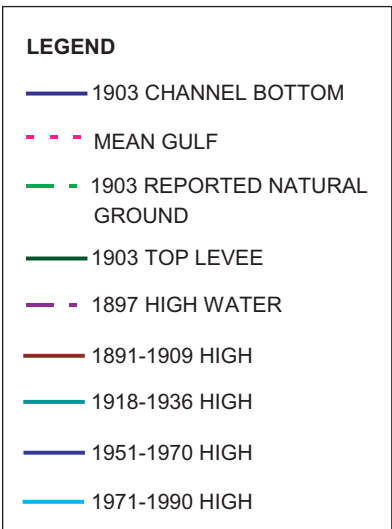 LEGEND
1903 CHANNEL BOTTOM
MEAN GULF
1903 REPORTED NATURAL
GROUND
1903 TOP LEVEE
1897 HIGH WATER
1891-1909 HIGH
1918-1936 HIGH
1951-1970 HIGH
1971-1990 HIGH